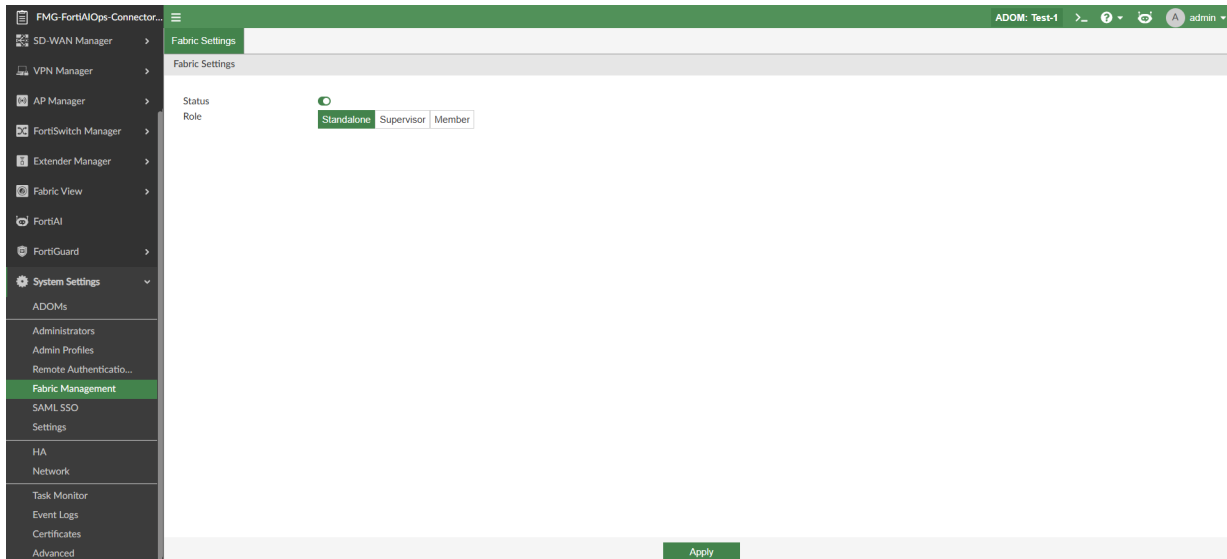 FMG-FortiAIOps-Connector...
ADOM: Test-1
>_
A admin
SD-WAN Manager
VPN Manager
AP Manager
FortiSwitch Manager
Extender Manager
Fabric View
FortiAI
FortiGuard
System Settings
ADOMs
Administrators
Admin Profiles
Remote Authenticatio...
Fabric Management
SAML SSO
Settings
HA
Network
Task Monitor
Event Logs
Certificates
Advanced
Fabric Settings
Fabric Settings
Status
Role Standalone Supervisor Member
Apply